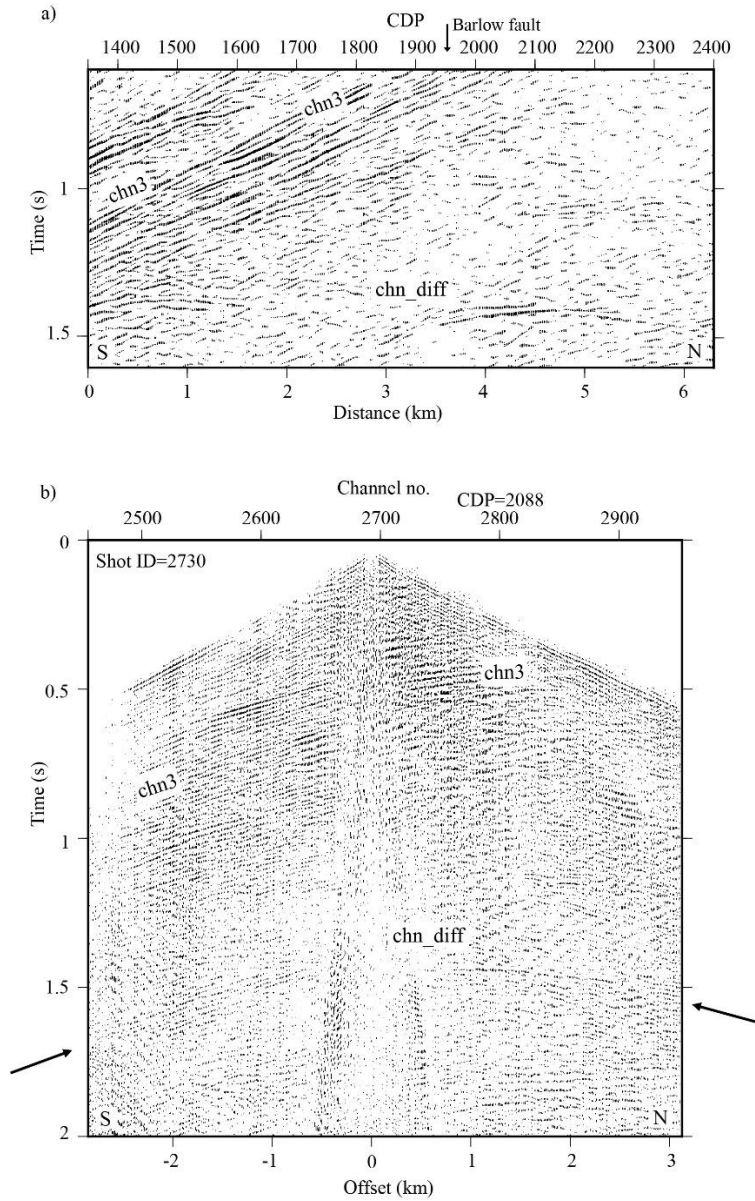 a)
CDP
Barlow fault
1400 1500 1600 1700 1800 1900 2000 2100 2200 2300 2400
chn3
chn3
Time (s)
1
chn_diff
1.5
S N
0 1 2 3 4 5 6
Distance (km)
b)
Channel no.
CDP=2088
2500 2600 2700 2800 2900
0
Shot ID=2730
chn3
0.5
chn3
Time (s)
1
chn_diff
1.5
S N
2
-2 -1 0 1 2 3
Offset (km)